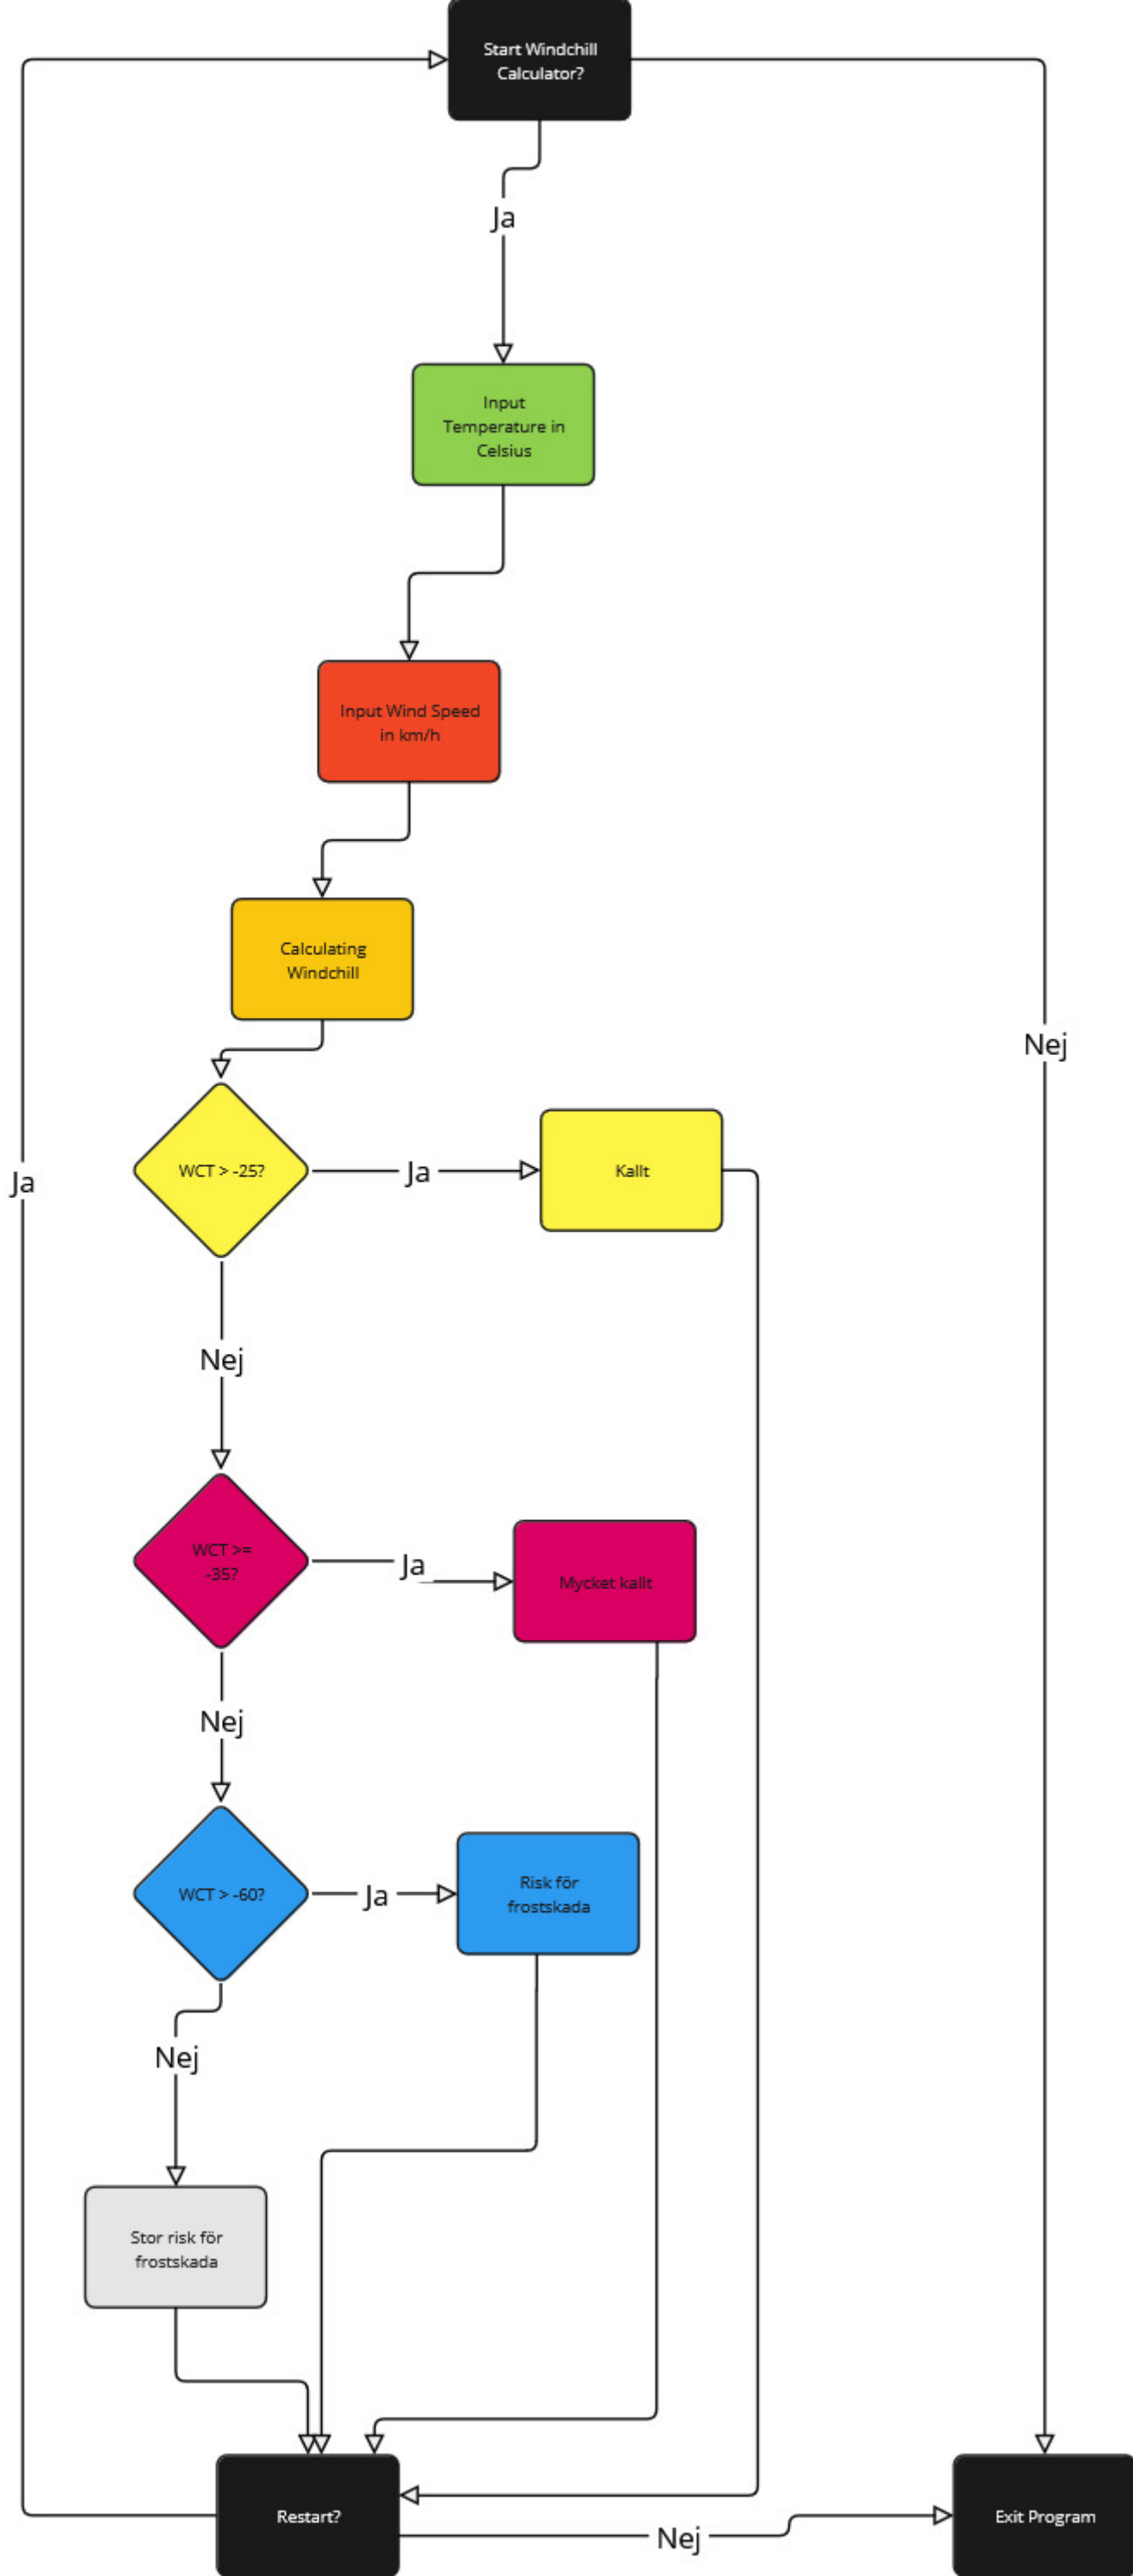 Start Windchill
Calculator?
Ja
Input
Temperature in
Celsius
Input Wind Speed
in km/h
Calculating
Windchill
Nej
WCT > -25?
Ja
Kallt
Ja
Nej
WCT >=
-35?
Ja
Mycket kallt
Nej
WCT > -60?
Ja
Risk för
frostskada
Nej
Stor risk för
frostskada
Restart?
Nej
Exit Program